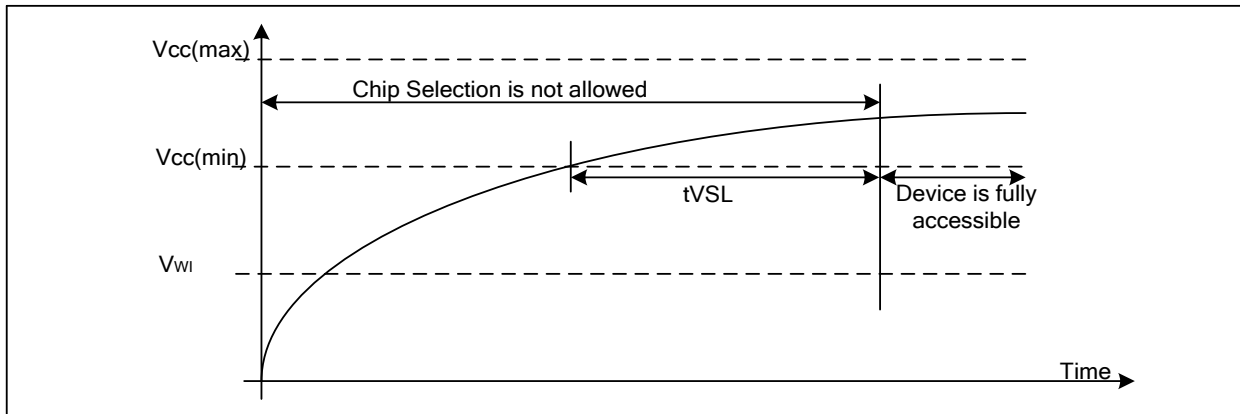 Vcc(max)
Chip Selection is not allowed
Vcc(min)
tVSL
Device is fully
accessible
VWI
Time